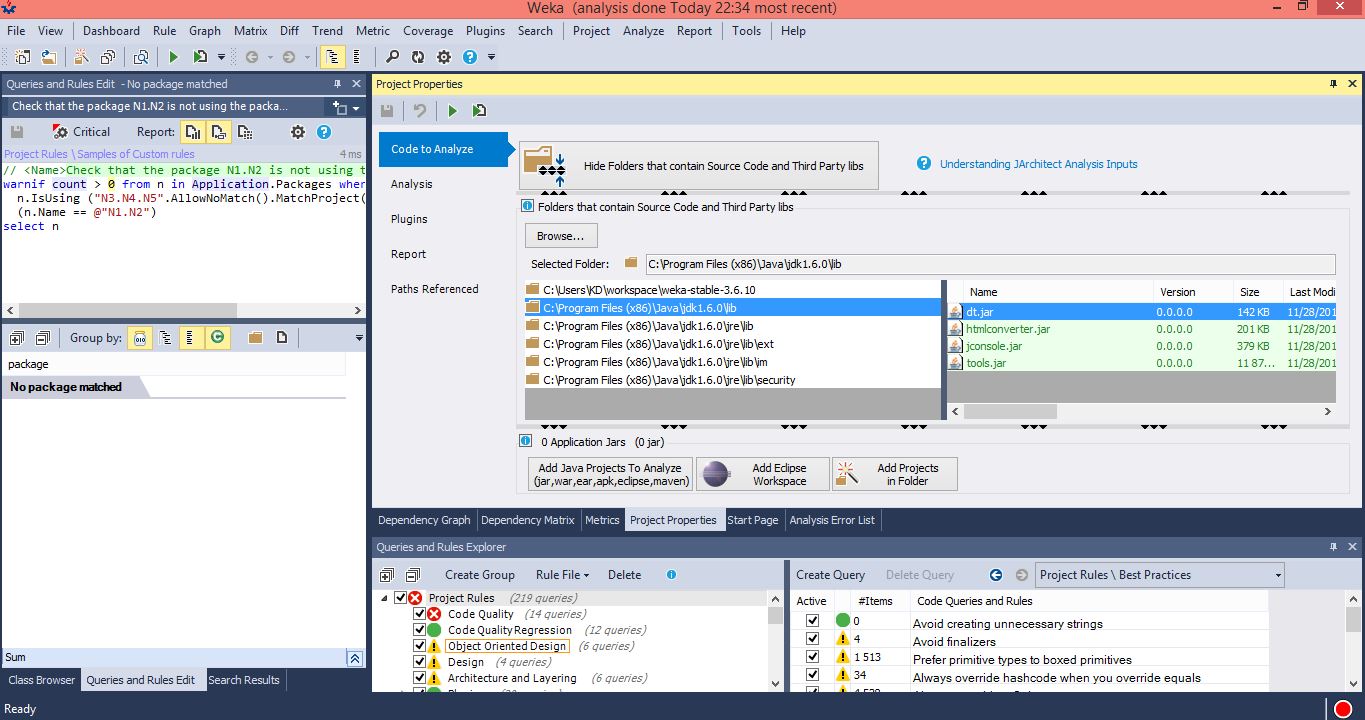 Weka (analysis done Today 22:34 most recent)
File View Dashboard Rule Graph Matrix Diff Trend Metric Coverage Plugins Search Project Analyze Report Tools Help
Queries and Rules Edit - No package matched
Check that the package N1.N2 is not using the packa...
Critical Report:
Project Rules \ Samples of Custom rules 4 ms
// <Name>Check that the package N1.N2 is not using t
warnif count > 0 from n in Application.Packages wher
n.IsUsing ("N3.N4.N5".AllowNoMatch().MatchProject(
(n.Name == @"N1.N2")
select n
Group by:
package
No package matched
Sum
Class Browser Queries and Rules Edit Search Results
Project Properties
Code to Analyze
Analysis
Plugins
Report
Paths Referenced
Hide Folders that contain Source Code and Third Party libs
Understanding JArchitect Analysis Inputs
Folders that contain Source Code and Third Party libs
Browse...
Selected Folder: C:\Program Files (x86)\Java\jdk1.6.0\lib
C:\Users\KD\workspace\weka-stable-3.6.10
C:\Program Files (x86)\Java\jdk1.6.0\lib
C:\Program Files (x86)\Java\jdk1.6.0\jre\lib
C:\Program Files (x86)\Java\jdk1.6.0\jre\lib\ext
C:\Program Files (x86)\Java\jdk1.6.0\jre\lib\im
C:\Program Files (x86)\Java\jdk1.6.0\jre\lib\security
Name Version Size Last Modi
dt.jar 0.0.0.0 142 KB 11/28/201
htmlconverter.jar 0.0.0.0 201 KB 11/28/201
jconsole.jar 0.0.0.0 379 KB 11/28/201
tools.jar 0.0.0.0 11 87... 11/28/201
0 Application Jars (0 jar)
Add Java Projects To Analyze
(jar,war,ear,apk,eclipse,maven)
Add Eclipse
Workspace
Add Projects
in Folder
Dependency Graph Dependency Matrix Metrics Project Properties Start Page Analysis Error List
Queries and Rules Explorer
Create Group Rule File Delete
Project Rules (219 queries)
Code Quality (14 queries)
Code Quality Regression (12 queries)
Object Oriented Design (6 queries)
Design (4 queries)
Architecture and Layering (6 queries)
Create Query Delete Query Project Rules \ Best Practices
Active #Items Code Queries and Rules
0 Avoid creating unnecessary strings
4 Avoid finalizers
1 513 Prefer primitive types to boxed primitives
34 Always override hashcode when you override equals
Ready